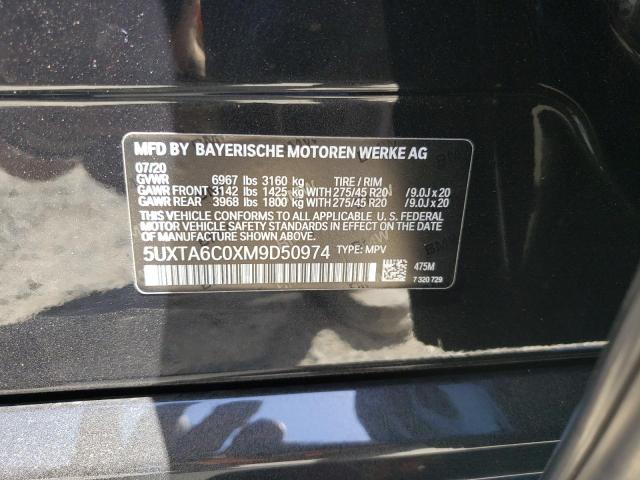 MFD BY BAYERISCHE MOTOREN WERKE AG
07/20
GVWR 6967 lbs 3160 kg TIRE / RIM
GAWR FRONT 3142 lbs 1425 kg WITH 275/45 R20 /9.0J x 20
GAWR REAR 3968 lbs 1800 kg WITH 275/45 R20 /9.0J x 20
THIS VEHICLE CONFORMS TO ALL APPLICABLE U. S. FEDERAL
MOTOR VEHICLE SAFETY STANDARDS IN EFFECT ON THE DATE
OF MANUFACTURE SHOWN ABOVE.
5UXTA6C0XM9D50974 TYPE: MPV
475M
7 320 729